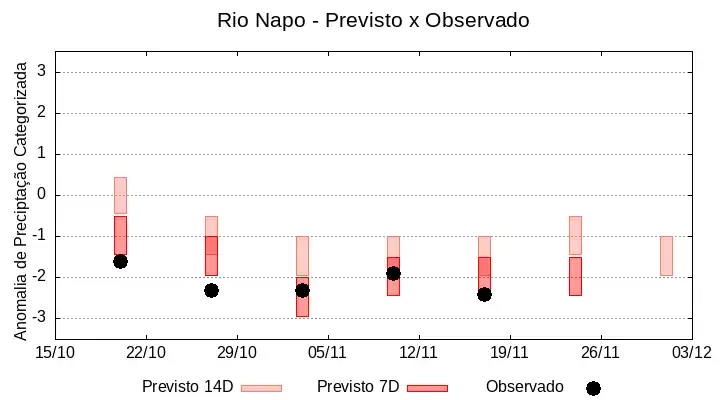 Rio Napo - Previsto x Observado
Anomalia de Preciptação Categorizada
3
2
1
0
-1
-2
-3
15/10 22/10 29/10 05/11 12/11 19/11 26/11 03/12
Previsto 14D Previsto 7D Observado